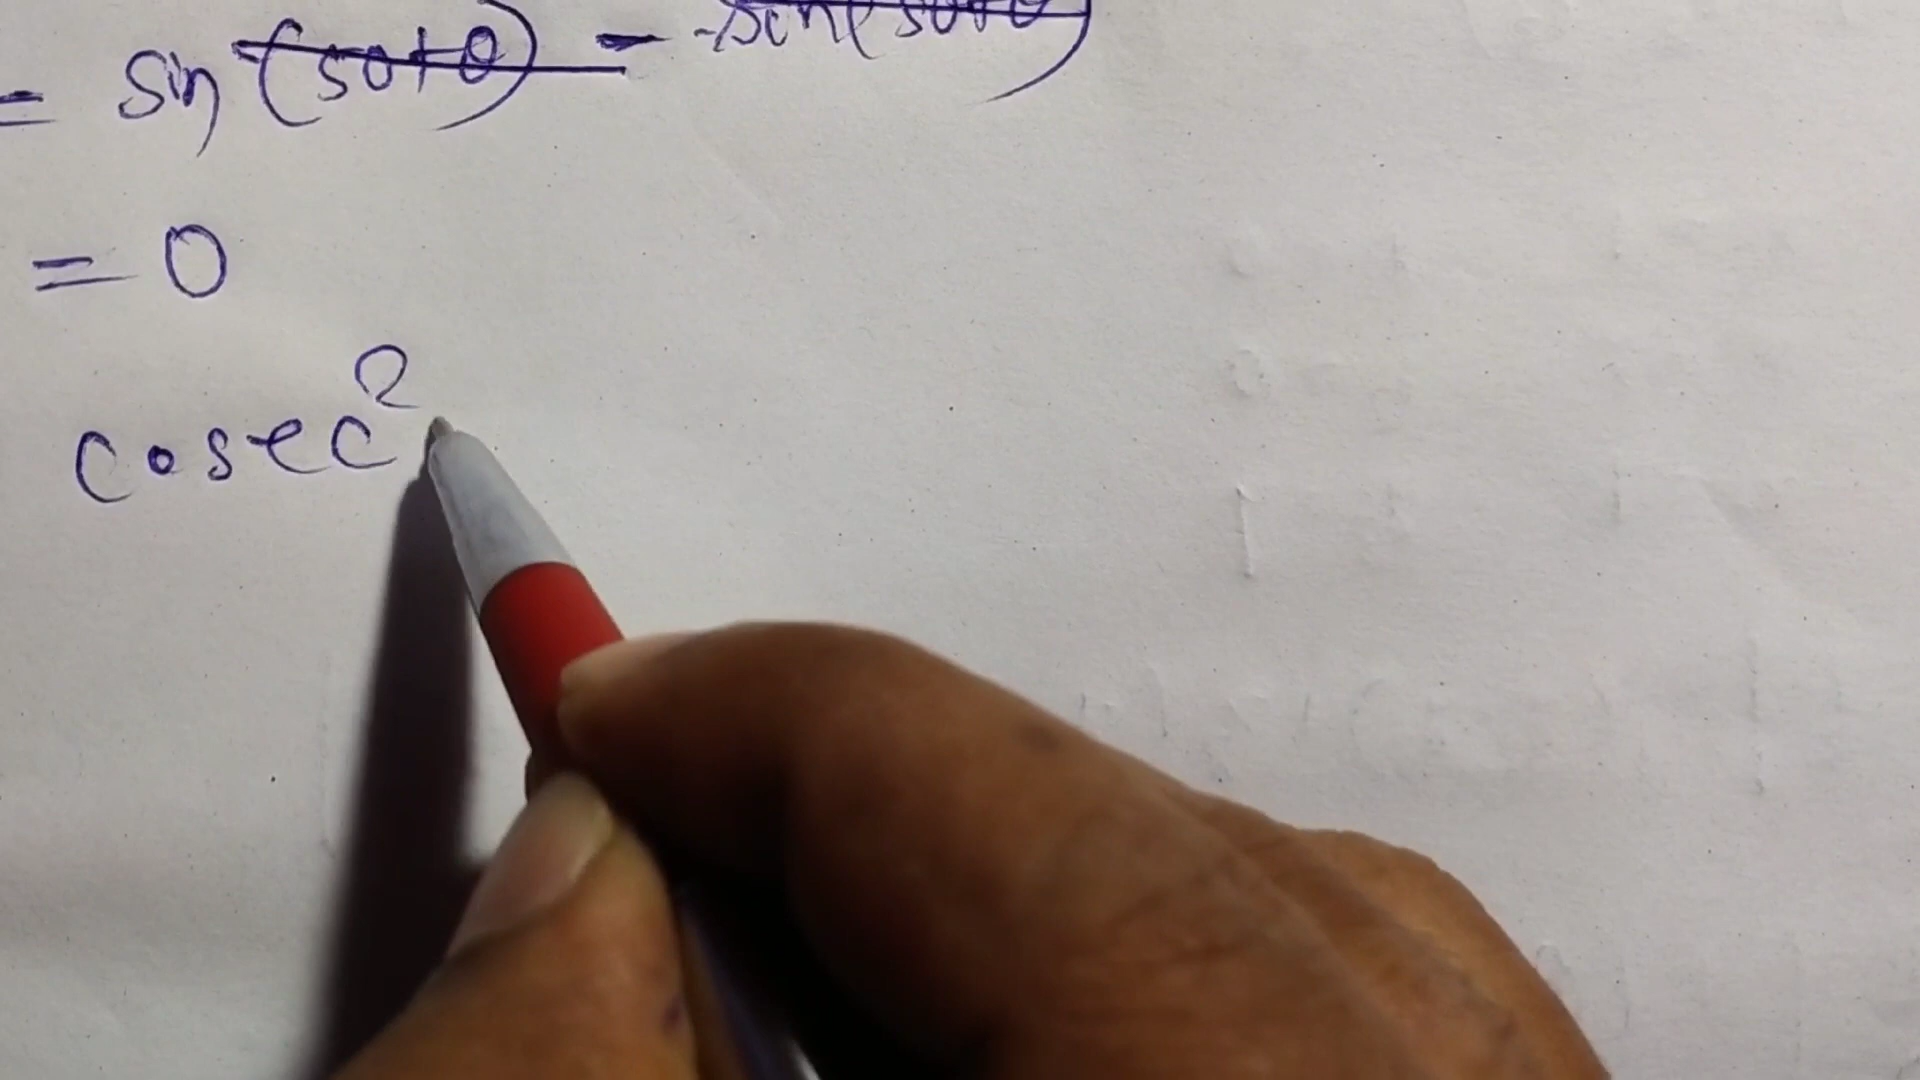 = sin (50+θ) - sin(50+θ)
= 0
cosec²